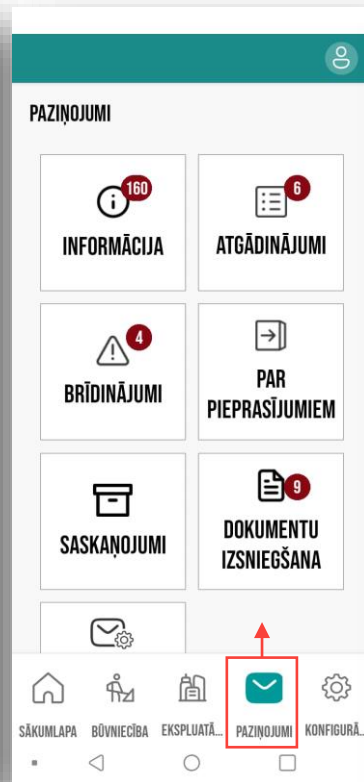 PAZIŅOJUMI
160
INFORMĀCIJA
6
ATGĀDINĀJUMI
4
BRĪDINĀJUMI
PAR
PIEPRASĪJUMIEM
SASKAŅOJUMI
9
DOKUMENTU
IZSNIEGŠANA
SĀKUMLAPA BŪVNIECĪBA EKSPLUATĀ... PAZIŅOJUMI KONFIGURĀ...